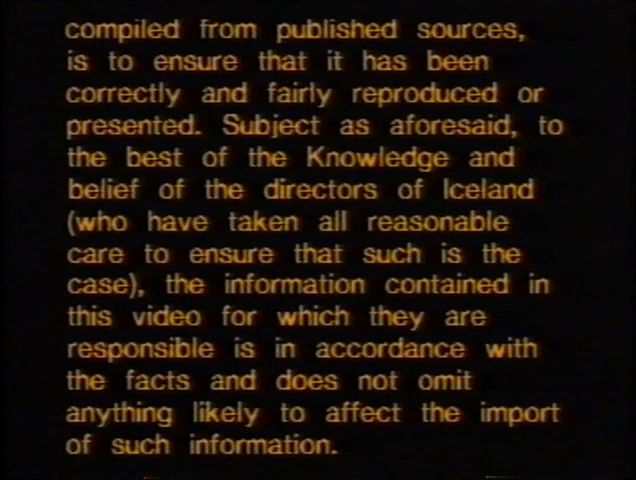 compiled from published sources,
is to ensure that it has been
correctly and fairly reproduced or
presented. Subject as aforesaid, to
the best of the Knowledge and
belief of the directors of Iceland
(who have taken all reasonable
care to ensure that such is the
case), the information contained in
this video for which they are
responsible is in accordance with
the facts and does not omit
anything likely to affect the import
of such information.